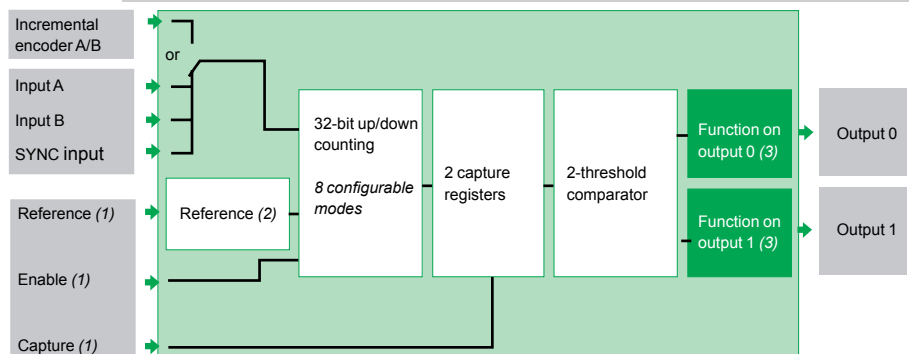 Incremental
encoder A/B
or
Input A
Input B
SYNC input
Reference (1)
Enable (1)
Capture (1)
Reference (2)
32-bit up/down
counting
8 configurable
modes
2 capture
registers
2-threshold
comparator
Function on
output 0 (3)
Function on
output 1 (3)
Output 0
Output 1